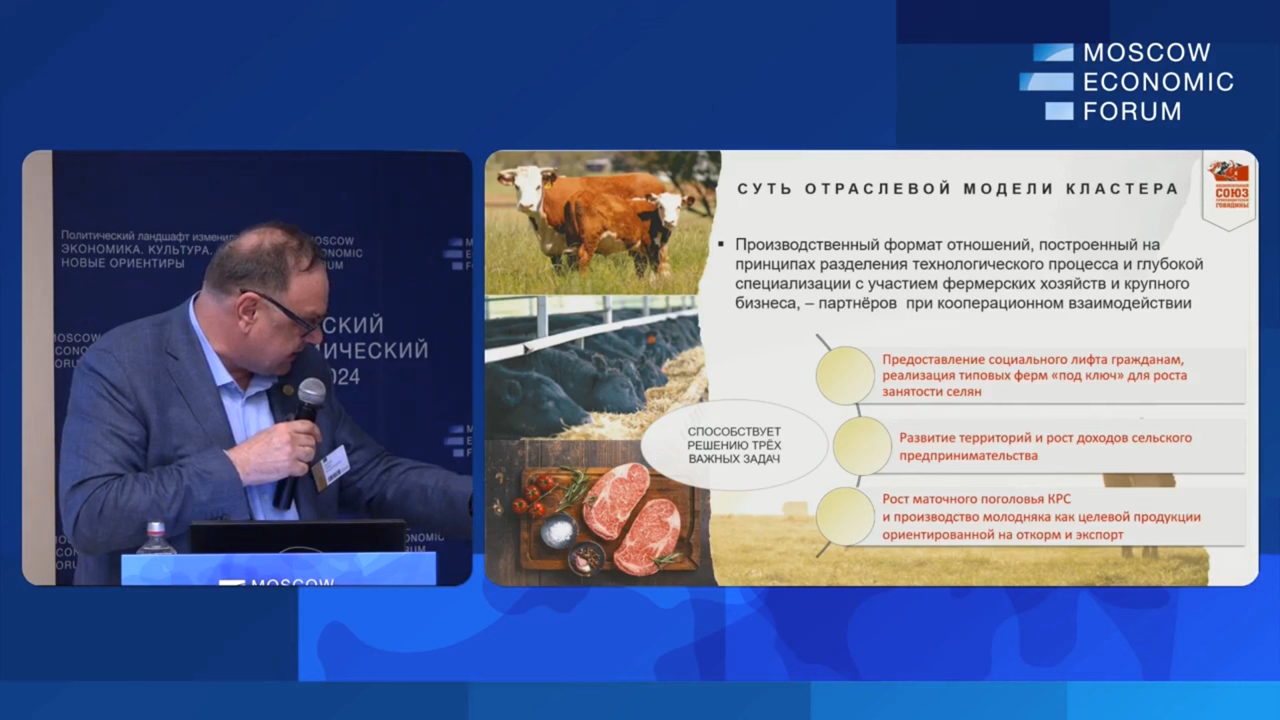 MOSCOW
ECONOMIC
FORUM
Политический ландшафт
ЭКОНОМИКА. КУЛЬТУРА.
НОВЫЕ ОРИЕНТИРЫ
MOSCOW
СУТЬ ОТРАСЛЕВОЙ МОДЕЛИ КЛАСТЕРА
СОЮЗ
ГОВЯДИНЫ
▪ Производственный формат отношений, построенный на
принципах разделения технологического процесса и глубокой
специализации с участием фермерских хозяйств и крупного
бизнеса, – партнёров при кооперационном взаимодействии
СПОСОБСТВУЕТ
РЕШЕНИЮ ТРЁХ
ВАЖНЫХ ЗАДАЧ
Предоставление социального лифта гражданам,
реализация типовых ферм «под ключ» для роста
занятости селян
Развитие территорий и рост доходов сельского
предпринимательства
Рост маточного поголовья КРС
и производство молодняка как целевой продукции
ориентированной на откорм и экспорт